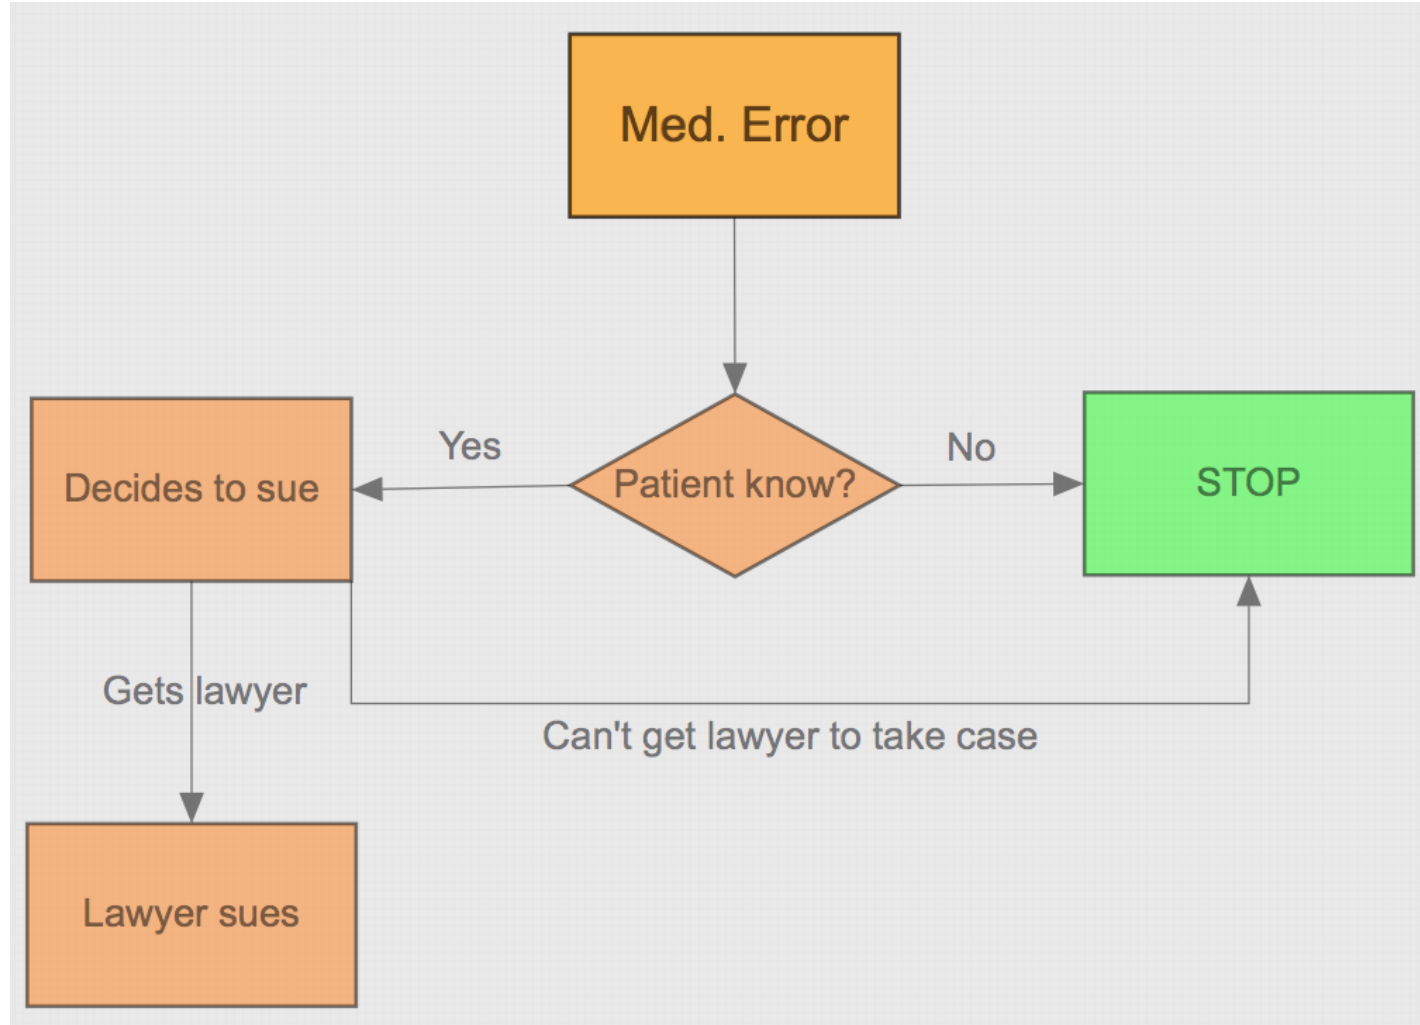 Med. Error
Yes
No
Decides to sue
Patient know?
STOP
Gets lawyer
Can't get lawyer to take case
Lawyer sues